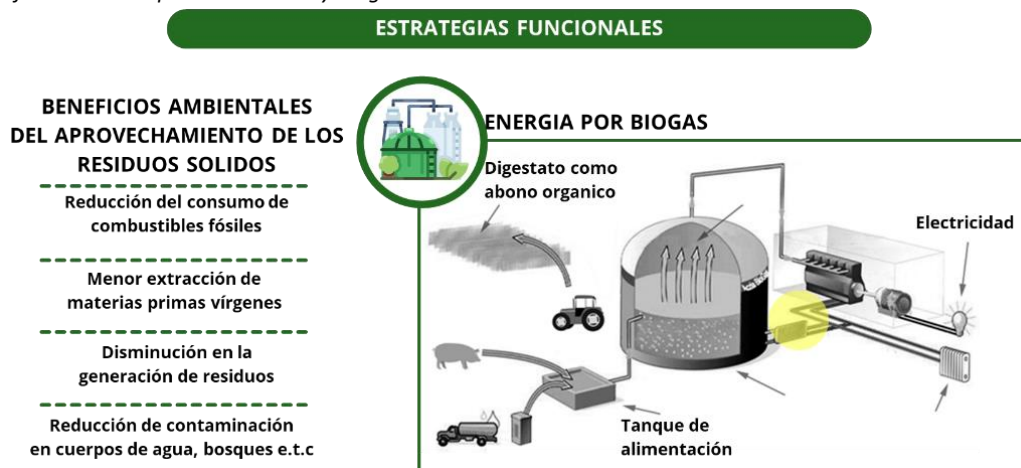 ESTRATEGIAS FUNCIONALES
BENEFICIOS AMBIENTALES
DEL APROVECHAMIENTO DE LOS
RESIDUOS SOLIDOS
Reducción del consumo de
combustibles fósiles
Menor extracción de
materias primas vírgenes
Disminución en la
generación de residuos
Reducción de contaminación
en cuerpos de agua, bosques e.t.c
ENERGIA POR BIOGAS
Digestato como
abono organico
Electricidad
Tanque de
alimentación